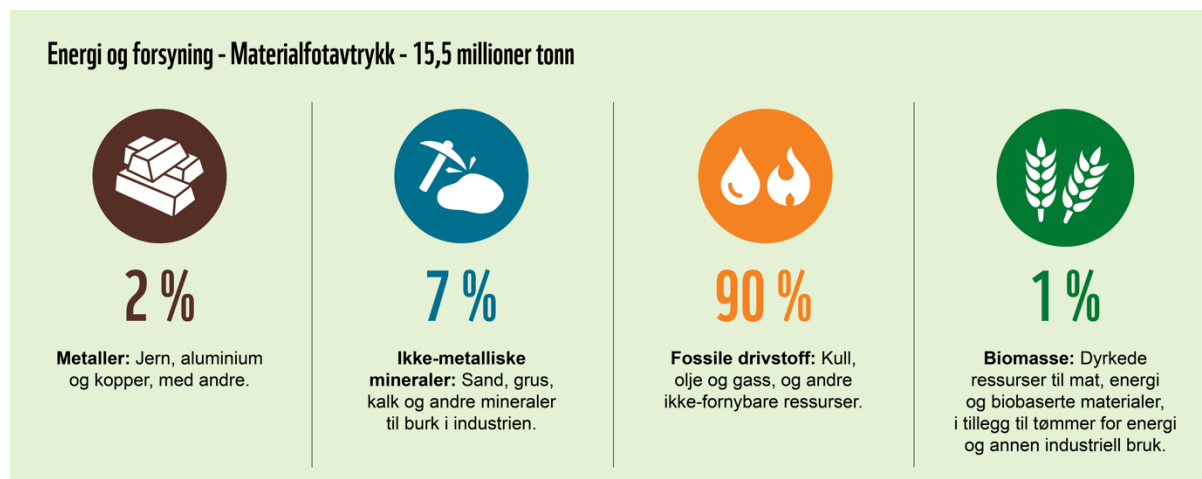 Energi og forsyning - Materialfotavtrykk - 15,5 millioner tonn
2 %
Metaller: Jern, aluminium
og kopper, med andre.
7 %
Ikke-metalliske
mineraler: Sand, grus,
kalk og andre mineraler
til burk i industrien.
90 %
Fossile drivstoff: Kull,
olje og gass, og andre
ikke-fornybare ressurser.
1 %
Biomasse: Dyrkede
ressurser til mat, energi
og biobaserte materialer,
i tillegg til tømmer for energi
og annen industriell bruk.